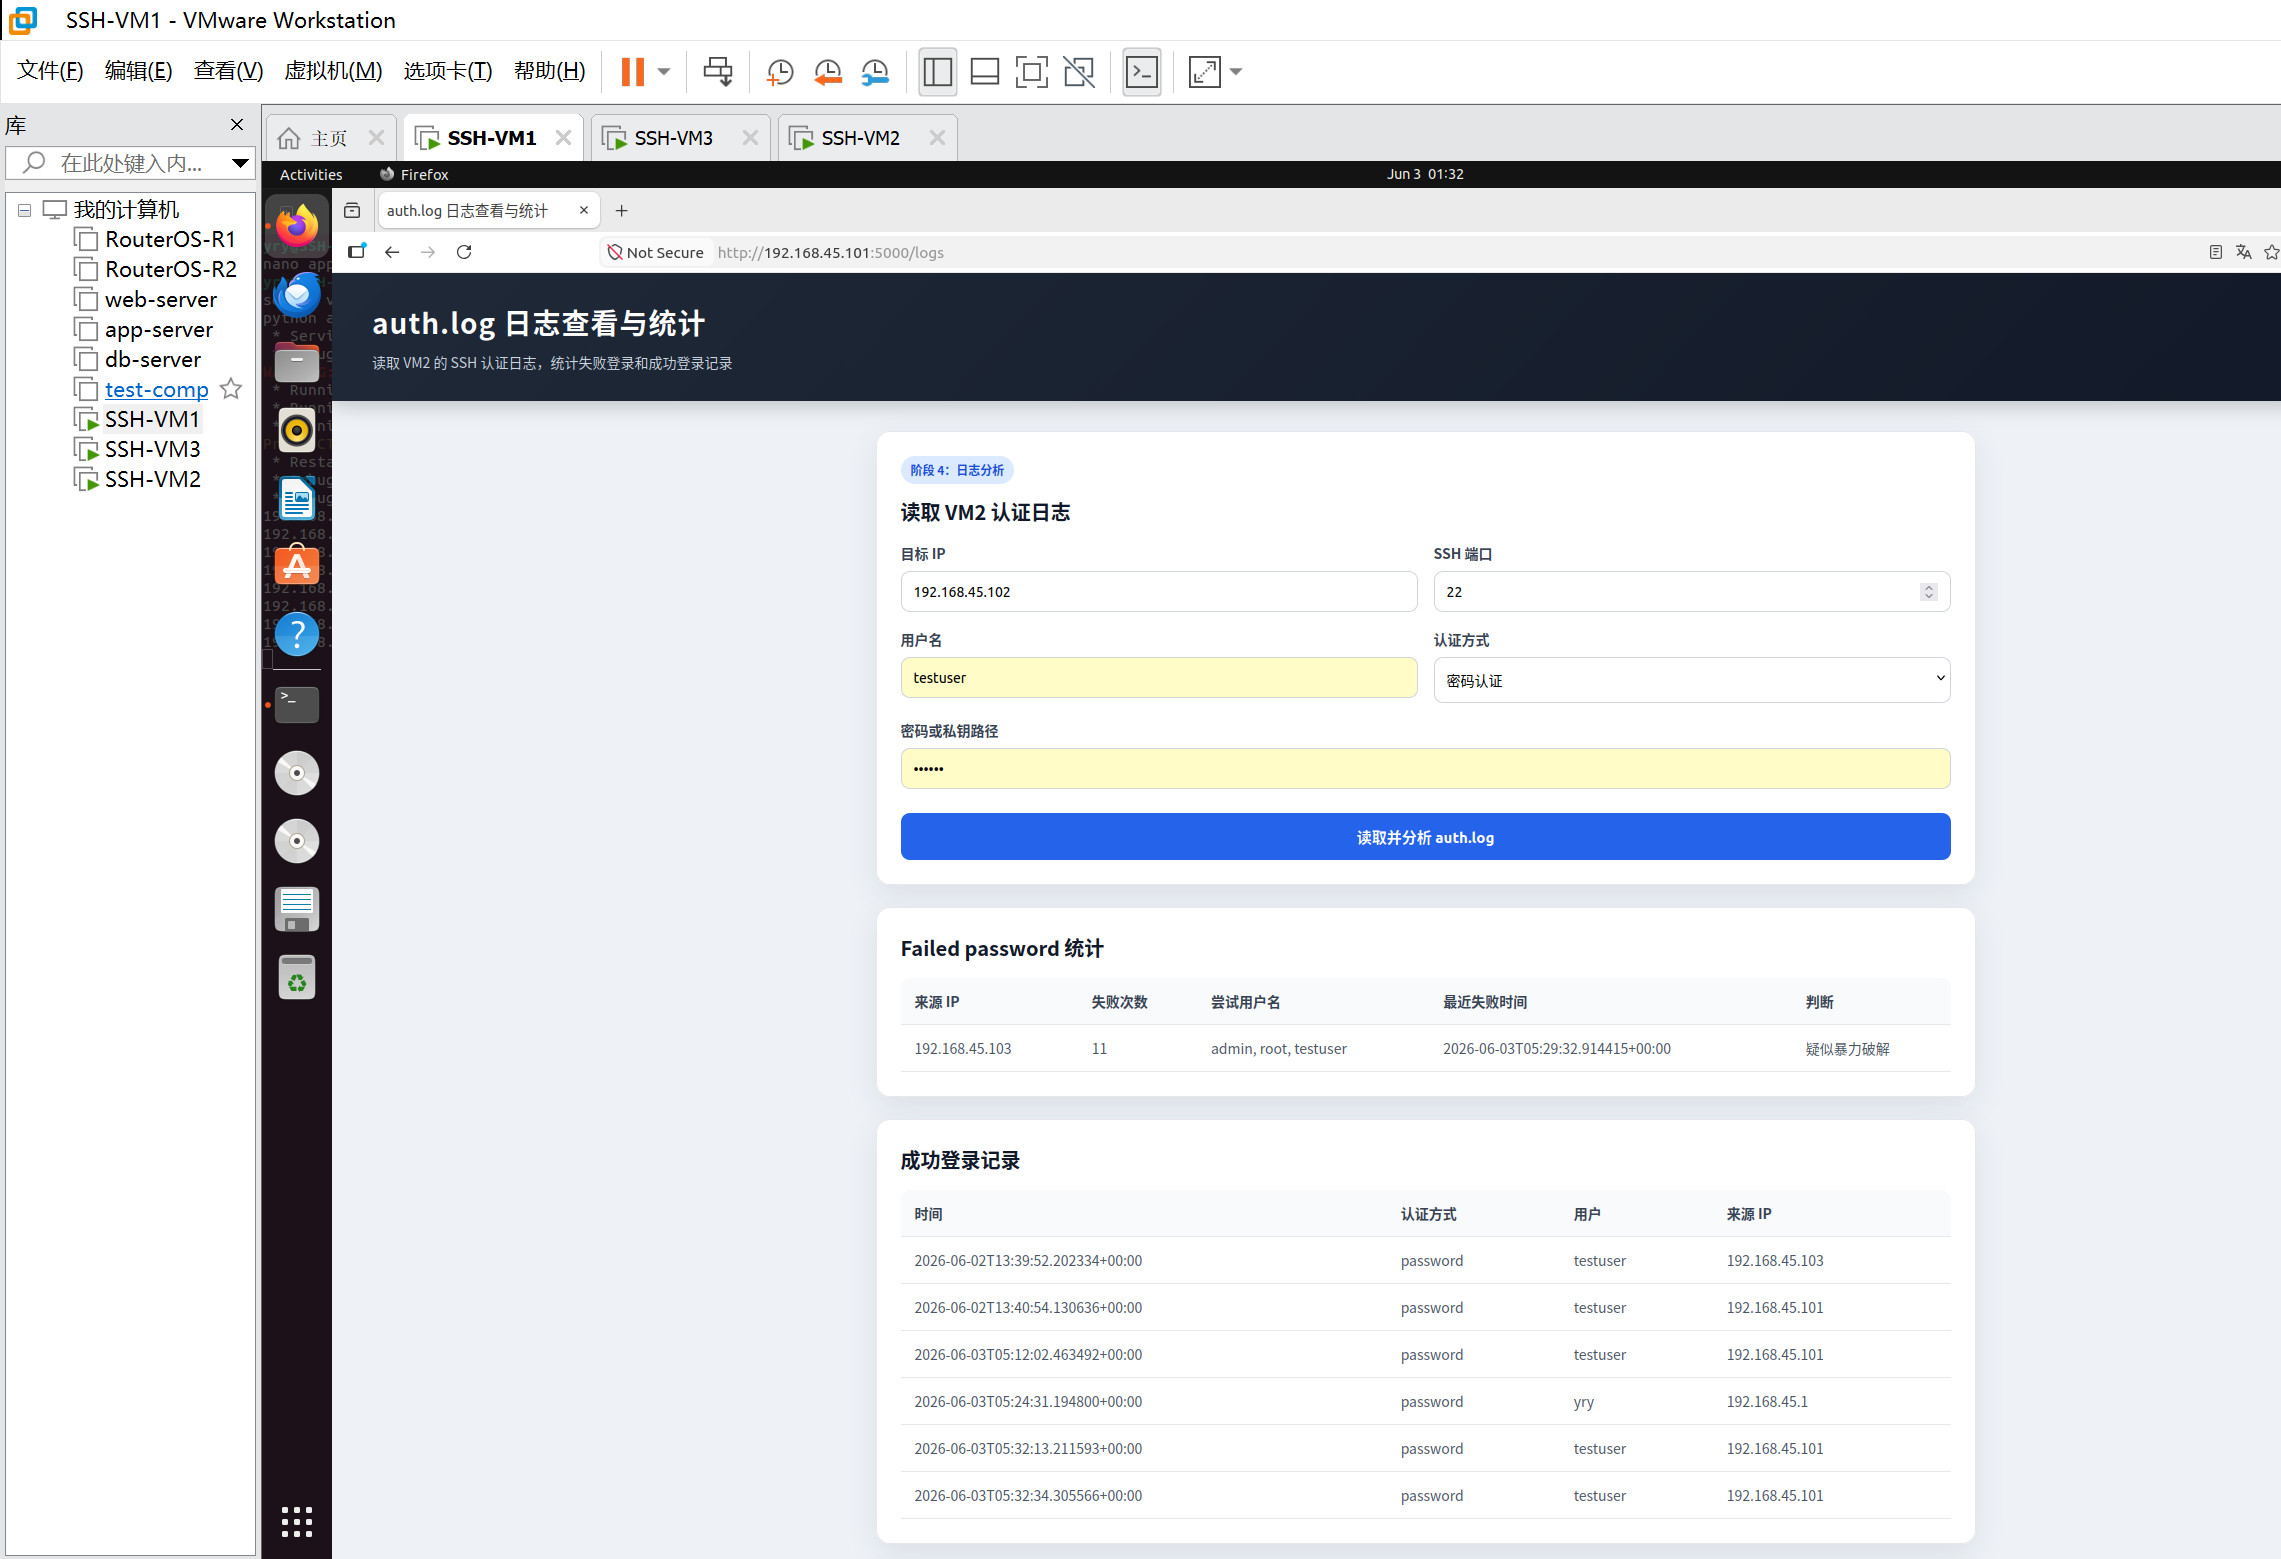 SSH-VM1 - VMware Workstation
文件(F) 编辑(E) 查看(V) 虚拟机(M) 选项卡(T) 帮助(H)
库
在此处键入内...
我的计算机
RouterOS-R1
RouterOS-R2
web-server
app-server
db-server
test-comp
SSH-VM1
SSH-VM3
SSH-VM2
主页 SSH-VM1 SSH-VM3 SSH-VM2
Activities Firefox Jun 3 01:32
auth.log 日志查看与统计
Not Secure http://192.168.45.101:5000/logs
auth.log 日志查看与统计
读取 VM2 的 SSH 认证日志，统计失败登录和成功登录记录
阶段 4：日志分析
读取 VM2 认证日志
目标 IP SSH 端口
192.168.45.102 22
用户名 认证方式
testuser 密码认证
密码或私钥路径
••••••
读取并分析 auth.log
Failed password 统计
来源 IP 失败次数 尝试用户名 最近失败时间 判断
192.168.45.103 11 admin, root, testuser 2026-06-03T05:29:32.914415+00:00 疑似暴力破解
成功登录记录
时间 认证方式 用户 来源 IP
2026-06-02T13:39:52.202334+00:00 password testuser 192.168.45.103
2026-06-02T13:40:54.130636+00:00 password testuser 192.168.45.101
2026-06-03T05:12:02.463492+00:00 password testuser 192.168.45.101
2026-06-03T05:24:31.194800+00:00 password yry 192.168.45.1
2026-06-03T05:32:13.211593+00:00 password testuser 192.168.45.101
2026-06-03T05:32:34.305566+00:00 password testuser 192.168.45.101